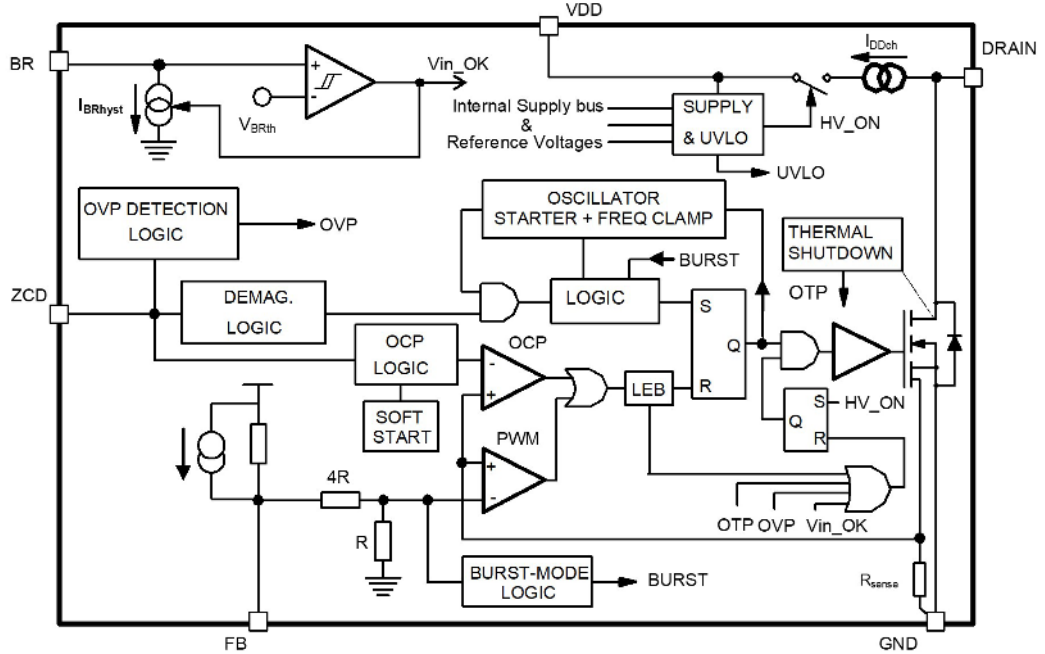 VDD
BR
DRAIN
IDDch
+
-
Vin_OK
IBRhyst
VBRth
Internal Supply bus
&
Reference Voltages
SUPPLY
& UVLO
HV_ON
UVLO
OVP DETECTION
LOGIC
OVP
OSCILLATOR
STARTER + FREQ CLAMP
THERMAL
SHUTDOWN
BURST
OTP
ZCD
DEMAG.
LOGIC
LOGIC
S
Q
R
OCP
LOGIC
OCP
-
+
LEB
SOFT
START
S
HV_ON
Q
R
PWM
+
-
4R
R
OTP
OVP
Vin_OK
BURST-MODE
LOGIC
BURST
Rsense
FB
GND